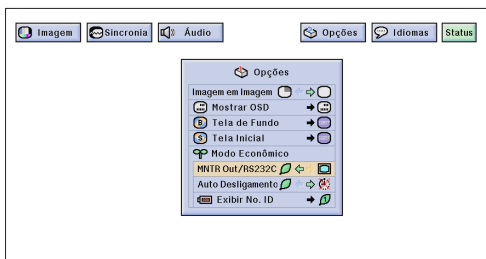 Imagem Sincronia Áudio Opções Idiomas Status
Opções
Imagem em Imagem
Mostrar OSD
B Tela de Fundo
S Tela Inicial
Modo Econômico
MNTR Out/RS232C
Auto Desligamento
Exibir No. ID 1